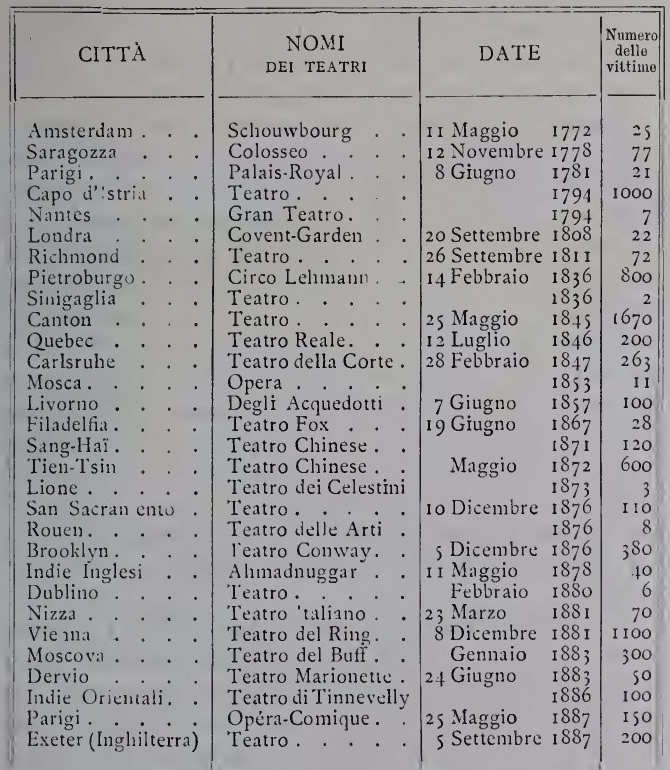 CITTÀ NOMI DEI TEATRI DATE Numero delle vittime
Amsterdam . . . Schouwbourg . . 11 Maggio 1772 25
Saragozza . . . Colosseo . . . 12 Novembre 1778 77
Parigi . . . . . Palais-Royal . . . 8 Giugno 1781 21
Capo d'Istria . . Teatro . . . . . 1794 1000
Nantes . . . . Gran Teatro . . . 1794 7
Londra . . . . Covent-Garden . . 20 Settembre 1808 22
Richmond . . . Teatro . . . . . 26 Settembre 1811 72
Pietroburgo . . . Circo Lehmann . . 14 Febbraio 1836 800
Sinigaglia . . . Teatro . . . . . 1836 2
Canton . . . . Teatro . . . . . 25 Maggio 1845 1670
Quebec . . . . Teatro Reale . . . 12 Luglio 1846 200
Carlsruhe . . . Teatro della Corte . 28 Febbraio 1847 263
Mosca . . . . . Opera . . . . . 1853 11
Livorno . . . . Degli Acquedotti . 7 Giugno 1857 100
Filadelfia . . . . Teatro Fox . . . 19 Giugno 1867 28
Sang-Haï . . . . Teatro Chinese . . 1871 120
Tien-Tsin . . . Teatro Chinese . . Maggio 1872 600
Lione . . . . . Teatro dei Celestini 1873 3
San Sacran ento . Teatro . . . . . 10 Dicembre 1876 110
Rouen . . . . . Teatro delle Arti . 1876 8
Brooklyn . . . . Teatro Conway . . 5 Dicembre 1876 380
Indie Inglesi . . Ahmadnuggar . . 11 Maggio 1878 40
Dublino . . . . Teatro . . . . . Febbraio 1880 6
Nizza . . . . . Teatro 'taliano . . 23 Marzo 1881 70
Vienna . . . . Teatro del Ring . . 8 Dicembre 1881 1100
Moscova . . . . Teatro del Buff . . Gennaio 1883 300
Dervio . . . . Teatro Marionette . 24 Giugno 1883 50
Indie Orientali . . Teatro di Tinnevelly 1886 100
Parigi . . . . . Opéra-Comique . . 25 Maggio 1887 150
Exeter (Inghilterra) Teatro . . . . . 5 Settembre 1887 200